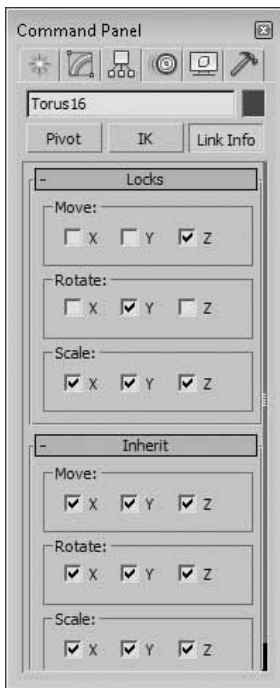 Command Panel
Torus16
Pivot IK Link Info
- Locks
Move:
X Y Z
Rotate:
X Y Z
Scale:
X Y Z
- Inherit
Move:
X Y Z
Rotate:
X Y Z
Scale:
X Y Z